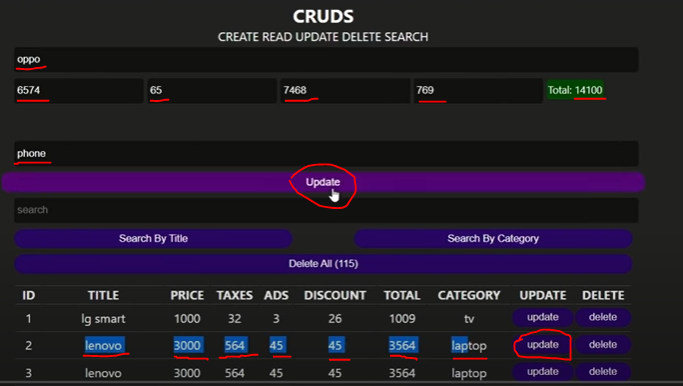 CRUDS
CREATE READ UPDATE DELETE SEARCH
oppo
6574 65 7468 769 Total: 14100
phone
Update
search
Search By Title Search By Category
Delete All (115)
ID TITLE PRICE TAXES ADS DISCOUNT TOTAL CATEGORY UPDATE DELETE
1 lg smart 1000 32 3 26 1009 tv update delete
2 lenovo 3000 564 45 45 3564 laptop update delete
3 lenovo 3000 564 45 45 3564 laptop update delete